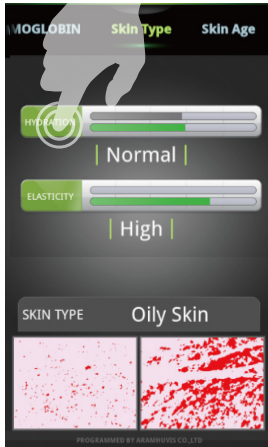 MOGLOBIN Skin Type Skin Age
HYDRATION
| Normal |
ELASTICITY
| High |
SKIN TYPE Oily Skin
PROGRAMMED BY ARAMHUVIS CO.,LTD